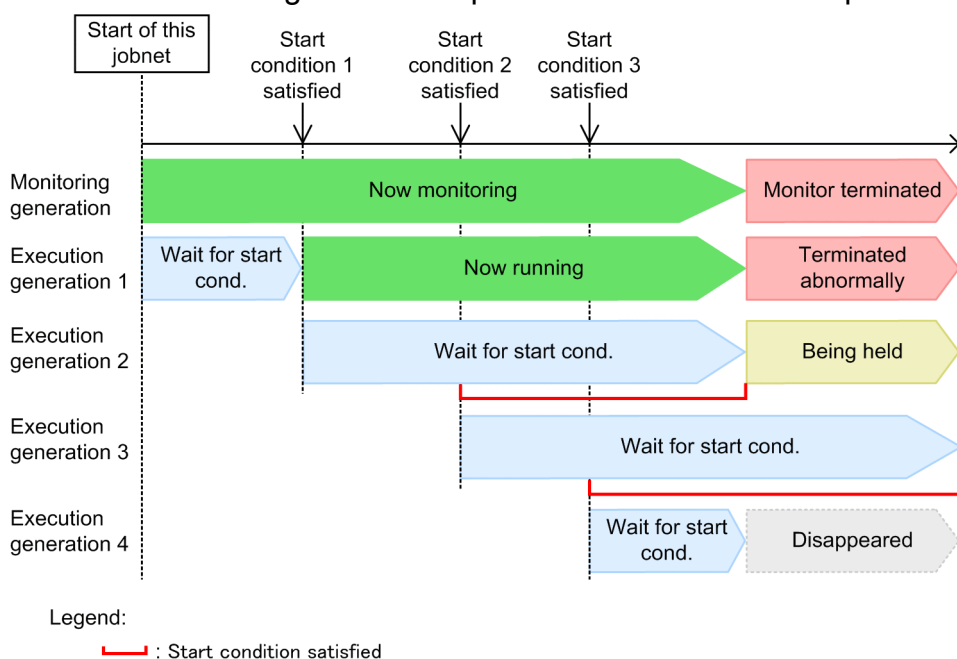 Start of this
jobnet
Start
condition 1
satisfied
Start
condition 2
satisfied
Start
condition 3
satisfied
Monitoring
generation
Now monitoring
Monitor terminated
Execution
generation 1
Wait for start
cond.
Now running
Terminated
abnormally
Execution
generation 2
Wait for start cond.
Being held
Execution
generation 3
Wait for start cond.
Execution
generation 4
Wait for start
cond.
Disappeared
Legend:
: Start condition satisfied